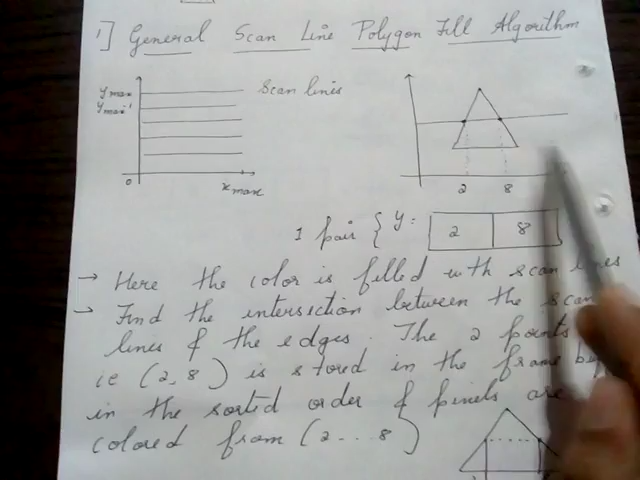 1] General Scan Line Polygon Fill Algorithm
ymax
ymax-1
Scan lines
0
xmax
2 8
1 pair { y: 2 8
→ Here the color is filled with scan lines
→ Find the intersection between the scan
lines & the edges. The 2 points
ie (2, 8) is stored in the frame
in the sorted order & pixels are
colored from (2 ... 8)